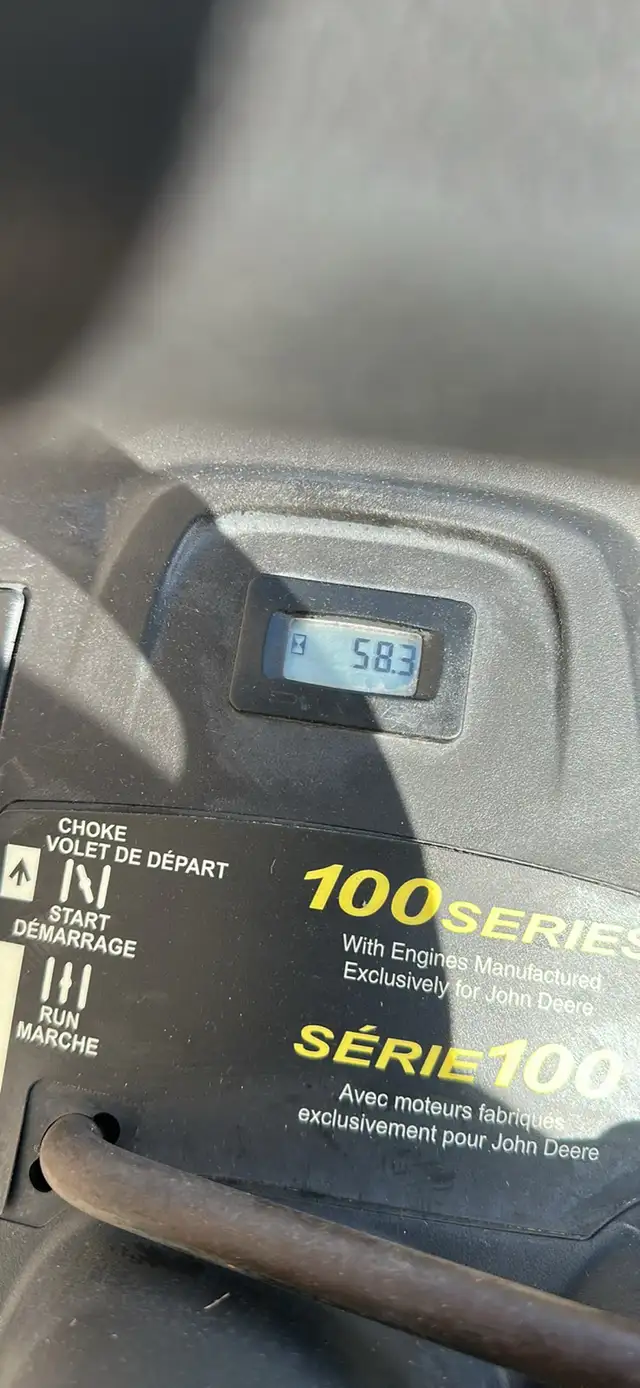 58.3
CHOKE
VOLET DE DÉPART
START
DÉMARRAGE
RUN
MARCHE
100 SERIES
With Engines Manufactured
Exclusively for John Deere
SÉRIE 100
Avec moteurs fabriqués
exclusivement pour John Deere